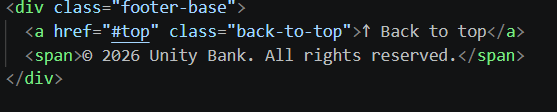 <div class="footer-base">
<a href="#top" class="back-to-top">↑ Back to top</a>
<span>© 2026 Unity Bank. All rights reserved.</span>
</div>